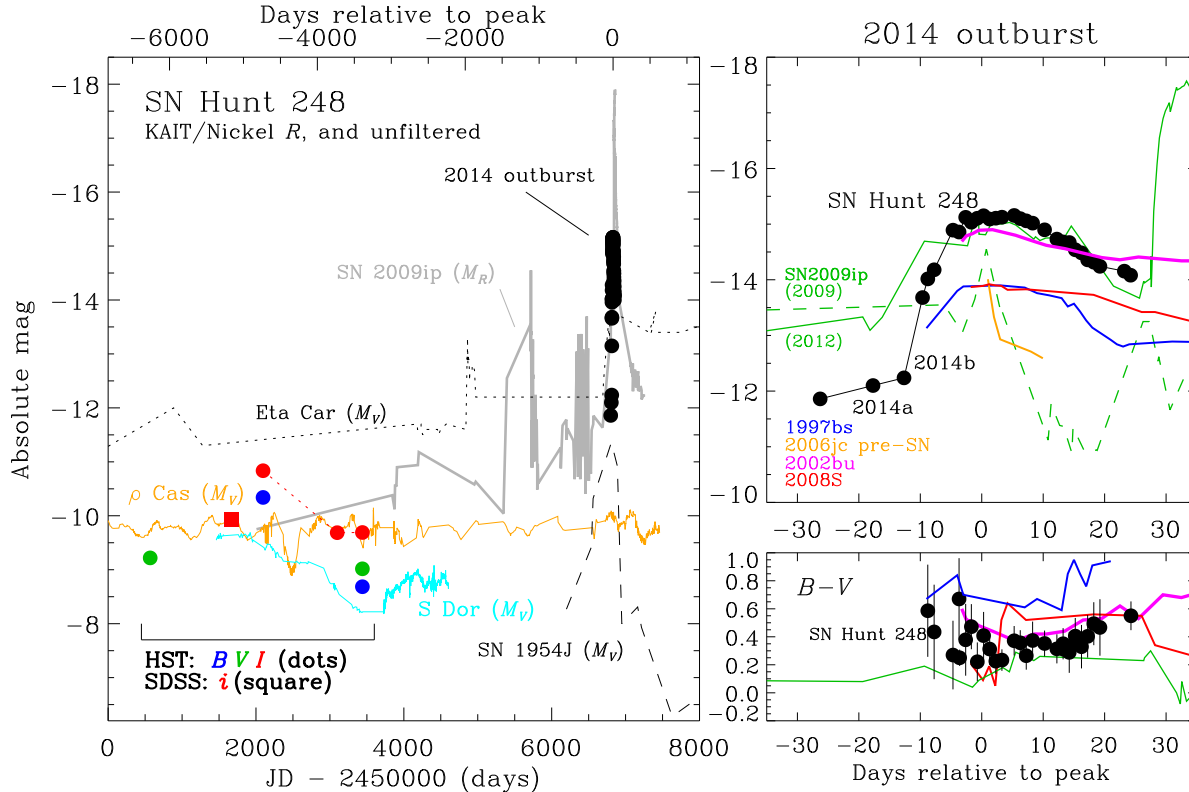 Days relative to peak
-6000 -4000 -2000 0
2014 outburst
-18
-16
-14
-12
-10
-8
Absolute mag
SN Hunt 248
KAIT/Nickel R, and unfiltered
2014 outburst
SN 2009ip (M_R)
Eta Car (M_V)
ρ Cas (M_V)
S Dor (M_V)
SN 1954J (M_V)
HST: B V I (dots)
SDSS: i (square)
0 2000 4000 6000 8000
JD - 2450000 (days)
-18
-16
-14
-12
-10
SN Hunt 248
SN2009ip
(2009)
(2012)
2014b
2014a
1997bs
2006jc pre-SN
2002bu
2008S
-30 -20 -10 0 10 20 30
1.0
0.8
0.6
0.4
0.2
0.0
-0.2
B-V
SN Hunt 248
-30 -20 -10 0 10 20 30
Days relative to peak